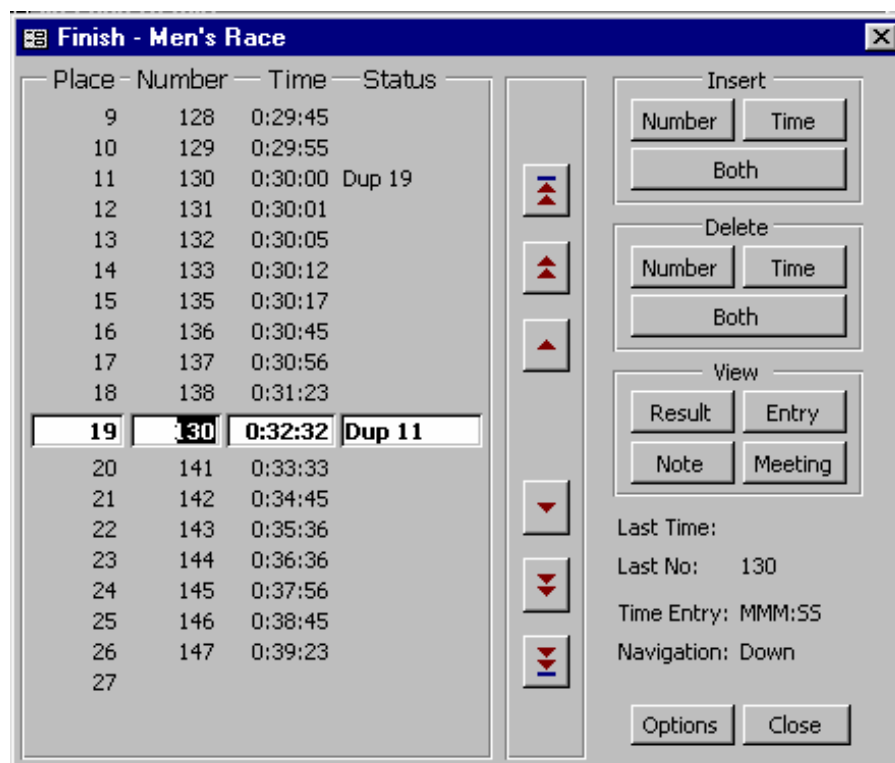 Finish - Men's Race
Place Number Time Status
9 128 0:29:45
10 129 0:29:55
11 130 0:30:00 Dup 19
12 131 0:30:01
13 132 0:30:05
14 133 0:30:12
15 135 0:30:17
16 136 0:30:45
17 137 0:30:56
18 138 0:31:23
19 130 0:32:32 Dup 11
20 141 0:33:33
21 142 0:34:45
22 143 0:35:36
23 144 0:36:36
24 145 0:37:56
25 146 0:38:45
26 147 0:39:23
27
Insert
Number Time
Both
Delete
Number Time
Both
View
Result Entry
Note Meeting
Last Time:
Last No: 130
Time Entry: MMM:SS
Navigation: Down
Options Close